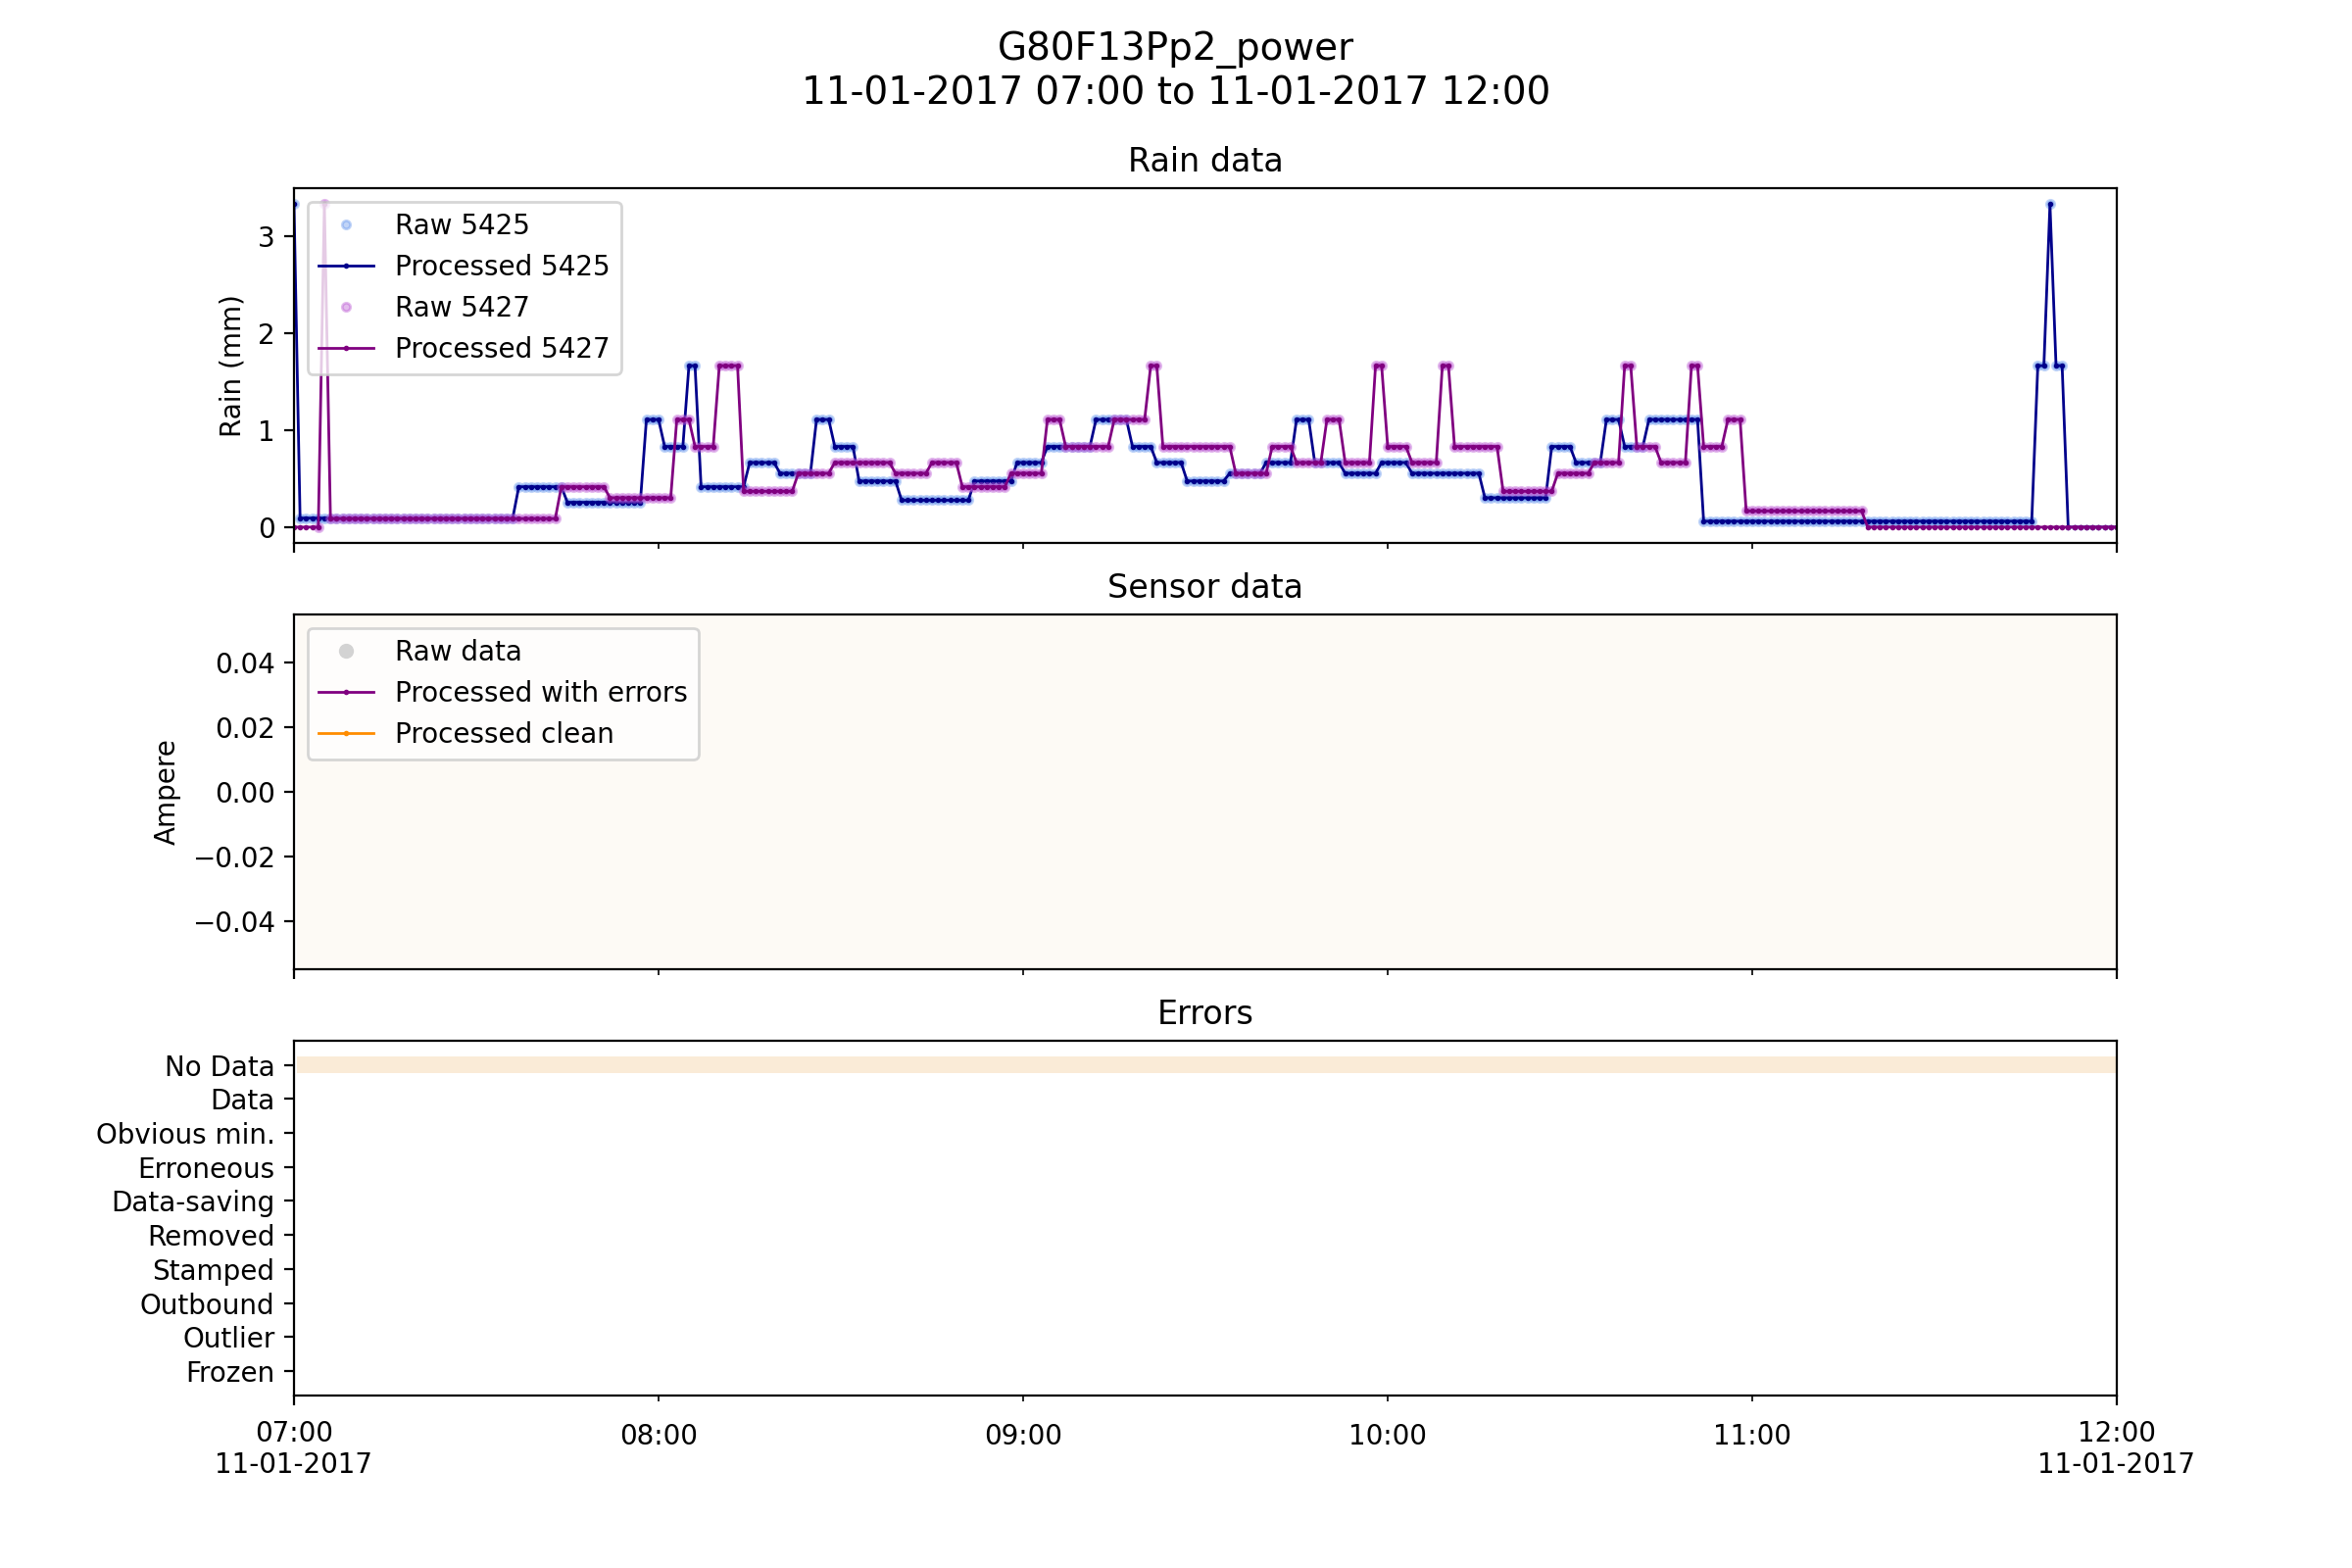 G80F13Pp2_power
11-01-2017 07:00 to 11-01-2017 12:00
Rain data
Rain (mm)
3
2
1
0
Raw 5425
Processed 5425
Raw 5427
Processed 5427
Sensor data
Ampere
0.04
0.02
0.00
−0.02
−0.04
Raw data
Processed with errors
Processed clean
Errors
No Data
Data
Obvious min.
Erroneous
Data-saving
Removed
Stamped
Outbound
Outlier
Frozen
07:00 08:00 09:00 10:00 11:00 12:00
11-01-2017 11-01-2017